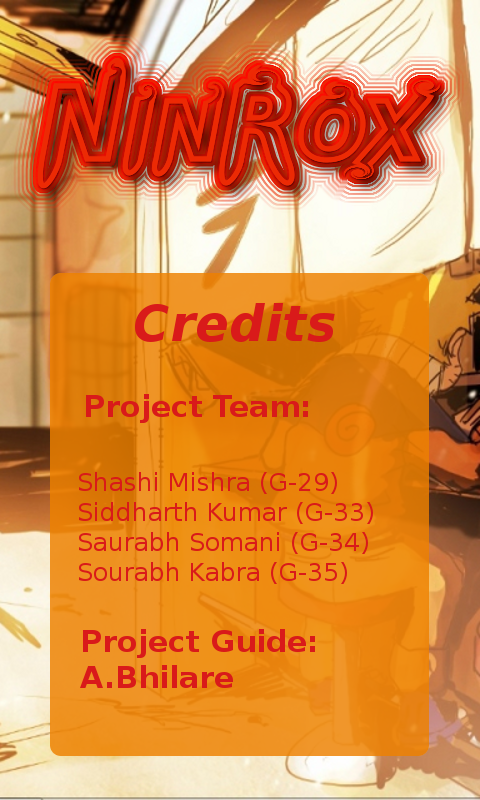 NINROX
Credits
Project Team:
Shashi Mishra (G-29)
Siddharth Kumar (G-33)
Saurabh Somani (G-34)
Sourabh Kabra (G-35)
Project Guide:
A.Bhilare